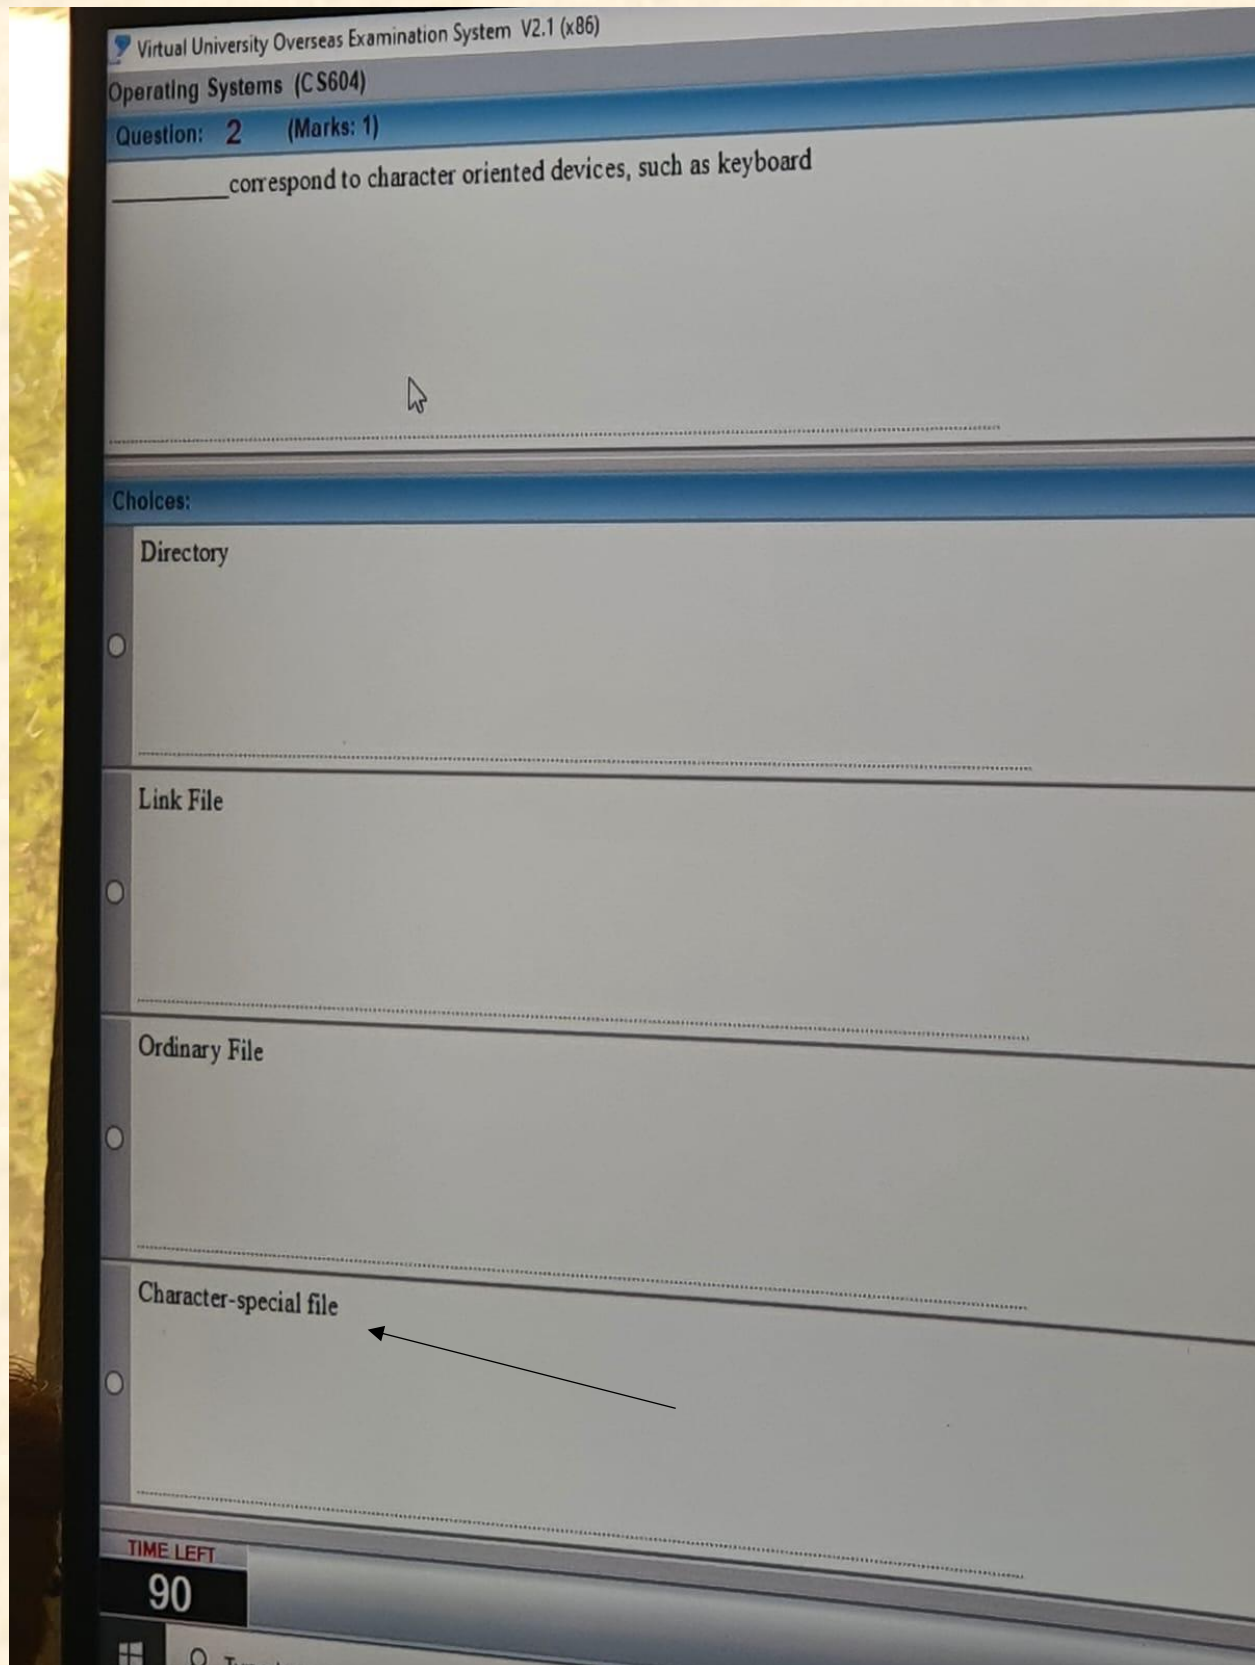 Virtual University Overseas Examination System V2.1 (x86)
Operating Systems (CS604)
Question: 2 (Marks: 1)
__________correspond to character oriented devices, such as keyboard
Choices:
Directory
Link File
Ordinary File
Character-special file
TIME LEFT
90